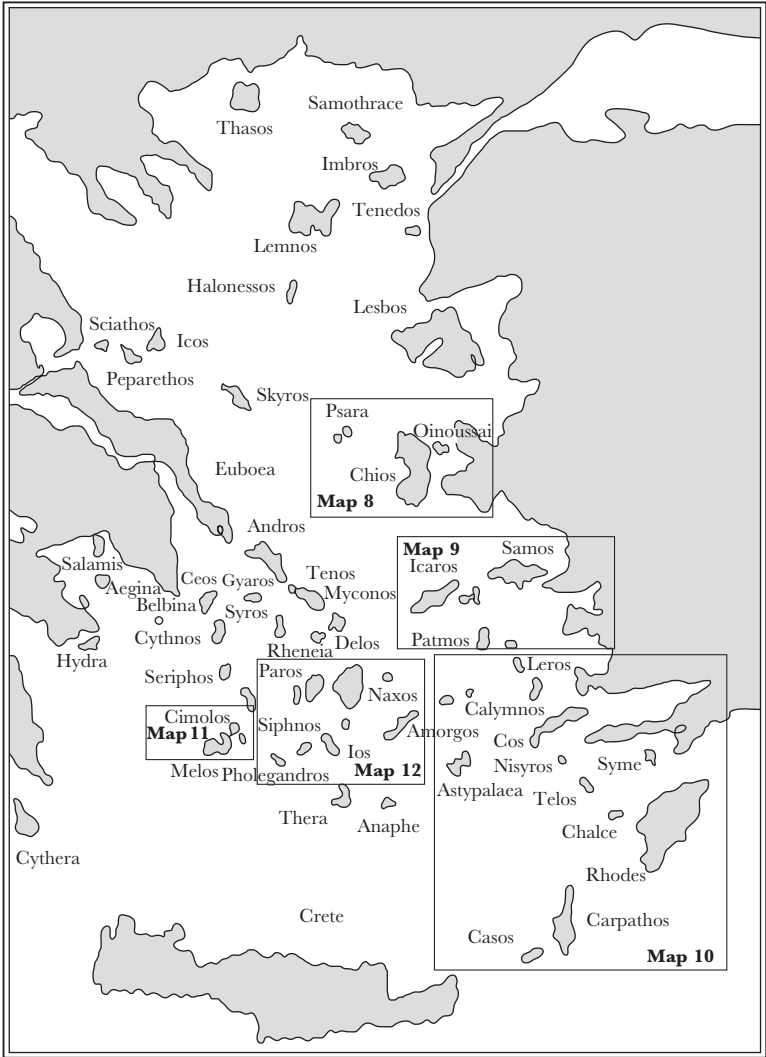 Samothrace
Thasos
Imbros
Tenedos
Lemnos
Halonessos
Lesbos
Sciathos
Icos
Peparethos
Skyros
Psara
Oinoussai
Euboea
Chios
Map 8
Andros
Map 9
Samos
Salamis
Icaros
Aegina
Ceos
Gyaros
Tenos
Belbina
Myconos
Syros
Cythnos
Delos
Patmos
Rheneia
Hydra
Leros
Seriphos
Paros
Naxos
Calymnos
Cimolos
Siphnos
Amorgos
Map 11
Cos
Ios
Nisyros
Syme
Melos
Pholegandros
Map 12
Astypalaea
Telos
Thera
Anaphe
Chalce
Cythera
Rhodes
Crete
Carpathos
Casos
Map 10